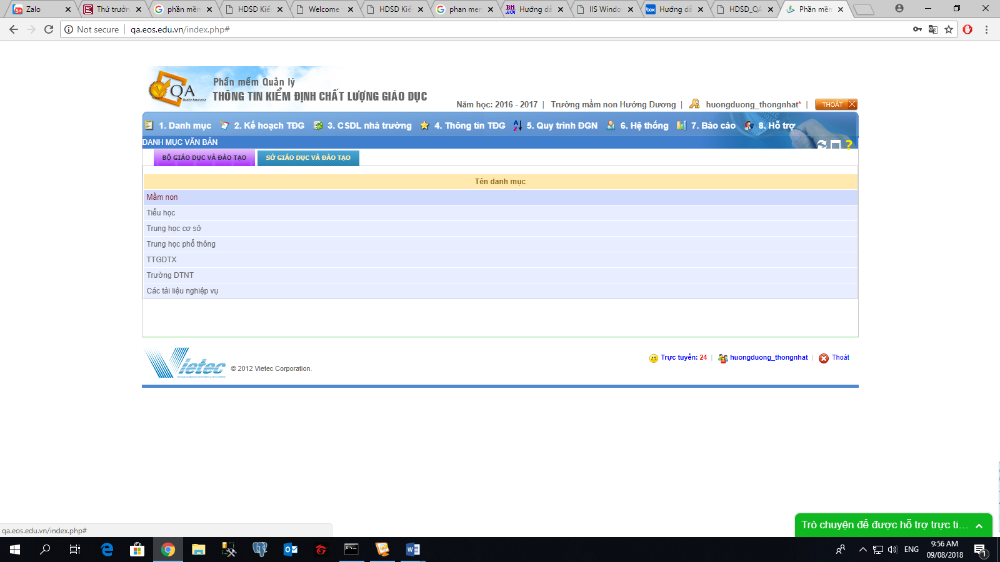 Zalo
Thứ trưởn
phần mền
HDSD Kiể
Welcome
HDSD Kiể
phan men
Hướng dẫ
IIS Windo
Hướng dẫ
HDSD_QA
Phần mền
Not secure
qa.eos.edu.vn/index.php#
QA
Quality Assurance
Phần mềm Quản lý
THÔNG TIN KIỂM ĐỊNH CHẤT LƯỢNG GIÁO DỤC
Năm học: 2016 - 2017 | Trường mầm non Hướng Dương | huongduong_thongnhat* | THOÁT
1. Danh mục 2. Kế hoạch TĐG 3. CSDL nhà trường 4. Thông tin TĐG 5. Quy trình ĐGN 6. Hệ thống 7. Báo cáo 8. Hỗ trợ
DANH MỤC VĂN BẢN
BỘ GIÁO DỤC VÀ ĐÀO TẠO SỞ GIÁO DỤC VÀ ĐÀO TẠO
Tên danh mục
Mầm non
Tiểu học
Trung học cơ sở
Trung học phổ thông
TTGDTX
Trường DTNT
Các tài liệu nghiệp vụ
Vietec
© 2012 Vietec Corporation.
Trực tuyến: 24 | huongduong_thongnhat | Thoát
Trò chuyện để được hỗ trợ trực ti...
qa.eos.edu.vn/index.php#
ENG
9:56 AM
09/08/2018
1